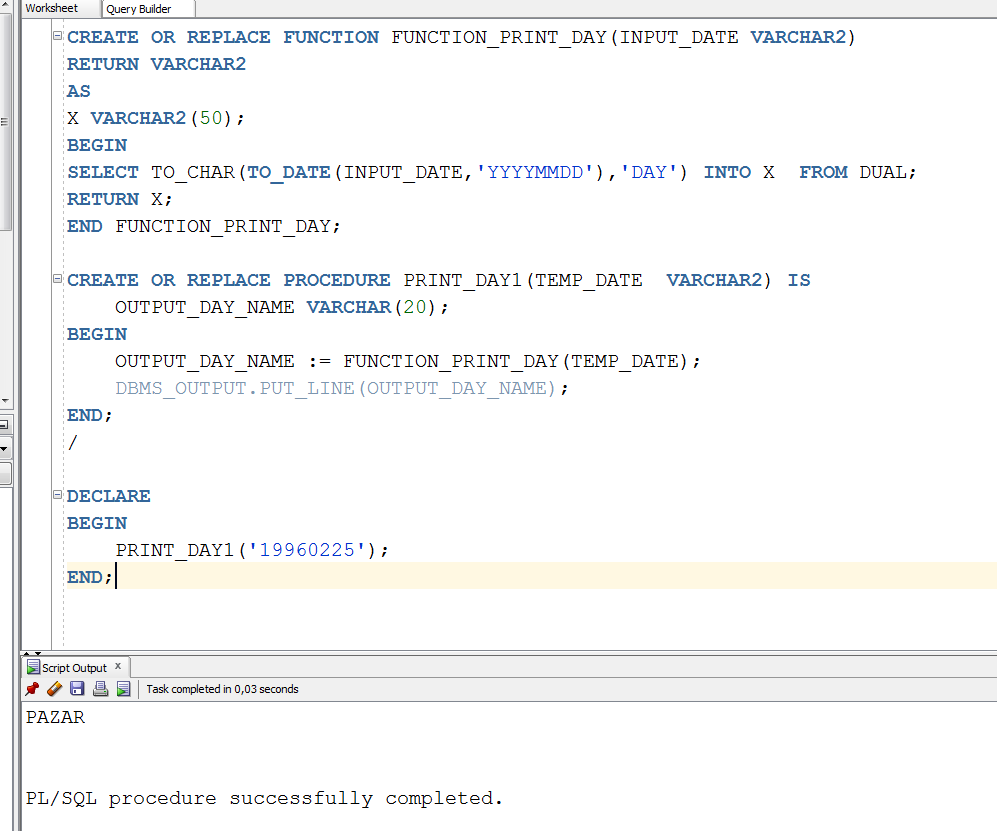 Worksheet Query Builder
CREATE OR REPLACE FUNCTION FUNCTION_PRINT_DAY(INPUT_DATE VARCHAR2)
RETURN VARCHAR2
AS
X VARCHAR2(50);
BEGIN
SELECT TO_CHAR(TO_DATE(INPUT_DATE,'YYYYMMDD'),'DAY') INTO X  FROM DUAL;
RETURN X;
END FUNCTION_PRINT_DAY;
CREATE OR REPLACE PROCEDURE PRINT_DAY1(TEMP_DATE  VARCHAR2) IS
    OUTPUT_DAY_NAME VARCHAR(20);
BEGIN
    OUTPUT_DAY_NAME := FUNCTION_PRINT_DAY(TEMP_DATE);
    DBMS_OUTPUT.PUT_LINE(OUTPUT_DAY_NAME);
END;
/
DECLARE
BEGIN
    PRINT_DAY1('19960225');
END;
Script Output x
Task completed in 0,03 seconds
PAZAR
PL/SQL procedure successfully completed.